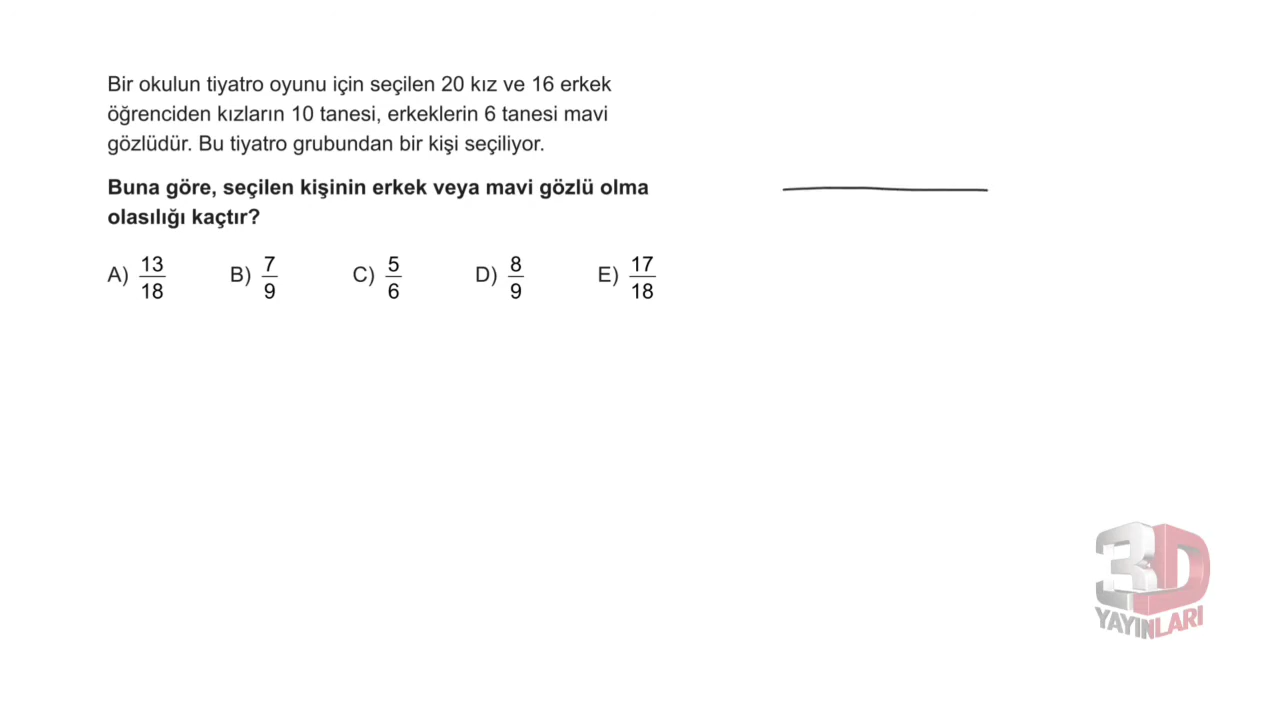 Bir okulun tiyatro oyunu için seçilen 20 kız ve 16 erkek
öğrenciden kızların 10 tanesi, erkeklerin 6 tanesi mavi
gözlüdür. Bu tiyatro grubundan bir kişi seçiliyor.
Buna göre, seçilen kişinin erkek veya mavi gözlü olma
olasılığı kaçtır?
A) 13/18 B) 7/9 C) 5/6 D) 8/9 E) 17/18
3D
YAYINLARI